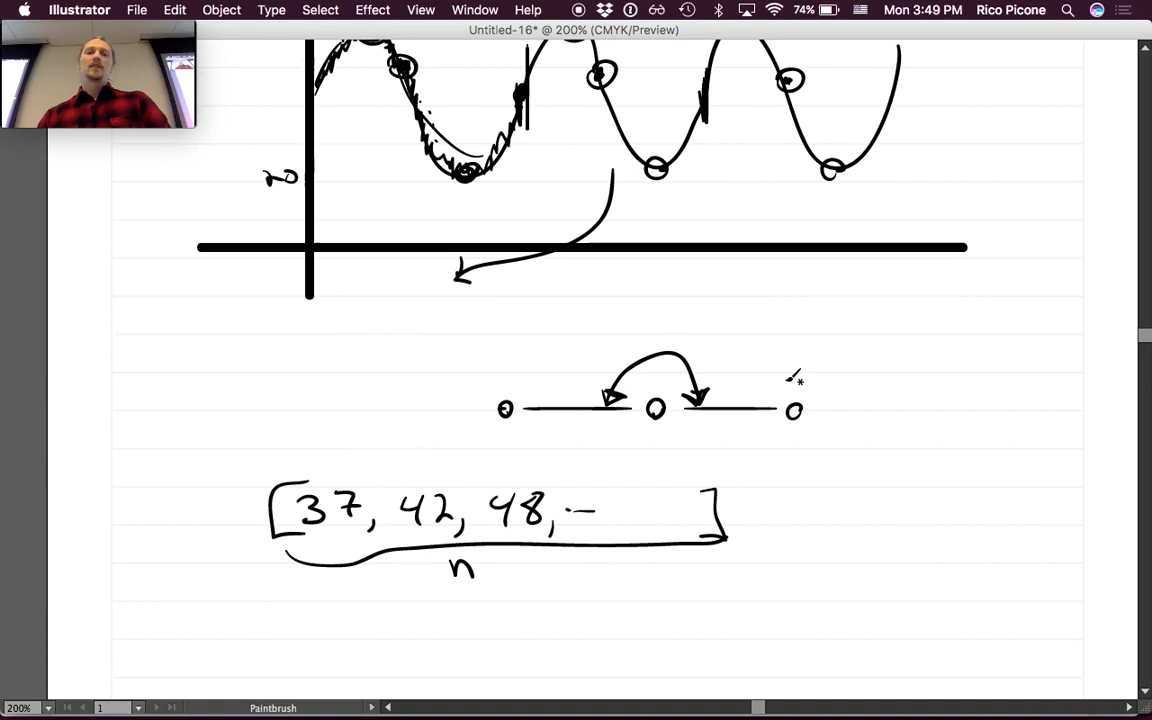 Illustrator File Edit Object Type Select Effect View Window Help 74% Mon 3:49 PM Rico Picone
Untitled-16* @ 200% (CMYK/Preview)
20
[37, 42, 48, … ]
n
200% 1 Paintbrush